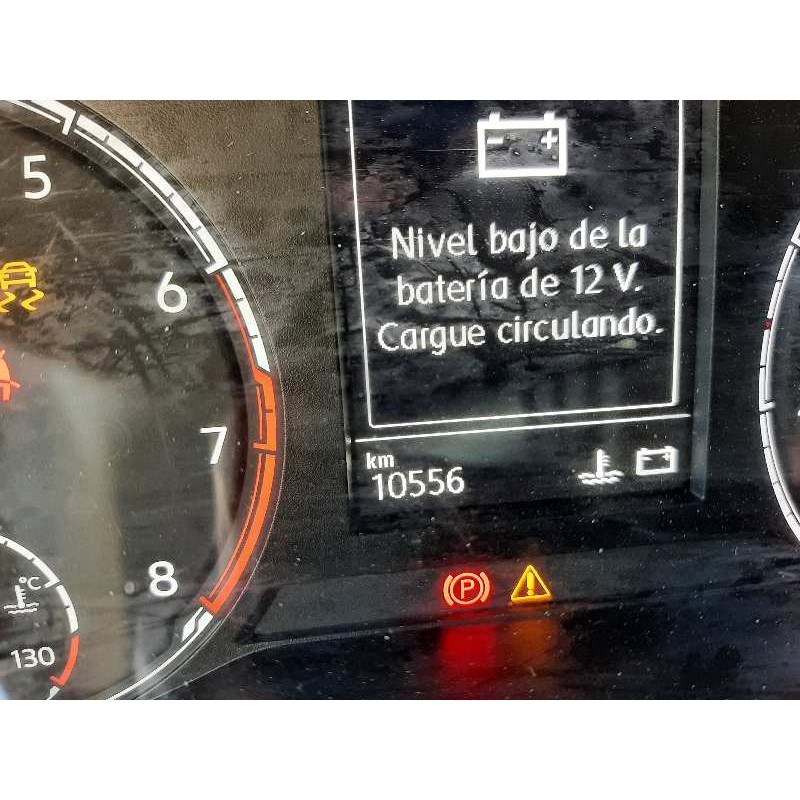 5
6
7
8
°C
130
Nivel bajo de la
batería de 12 V.
Cargue circulando.
km
10556
P